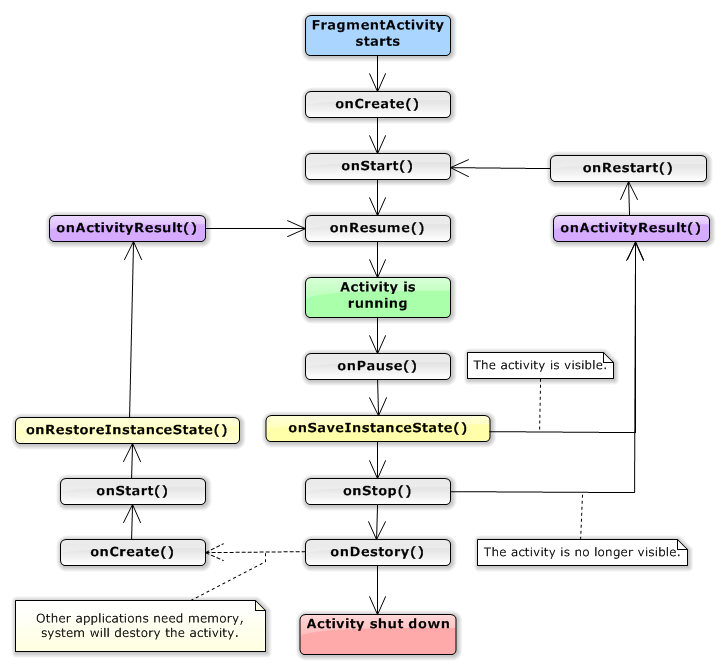 FragmentActivity
starts
onCreate()
onStart()
onRestart()
onActivityResult()
onResume()
onActivityResult()
Activity is
running
onPause()
The activity is visible.
onRestoreInstanceState()
onSaveInstanceState()
onStart()
onStop()
onCreate()
onDestory()
The activity is no longer visible.
Other applications need memory,
system will destory the activity.
Activity shut down